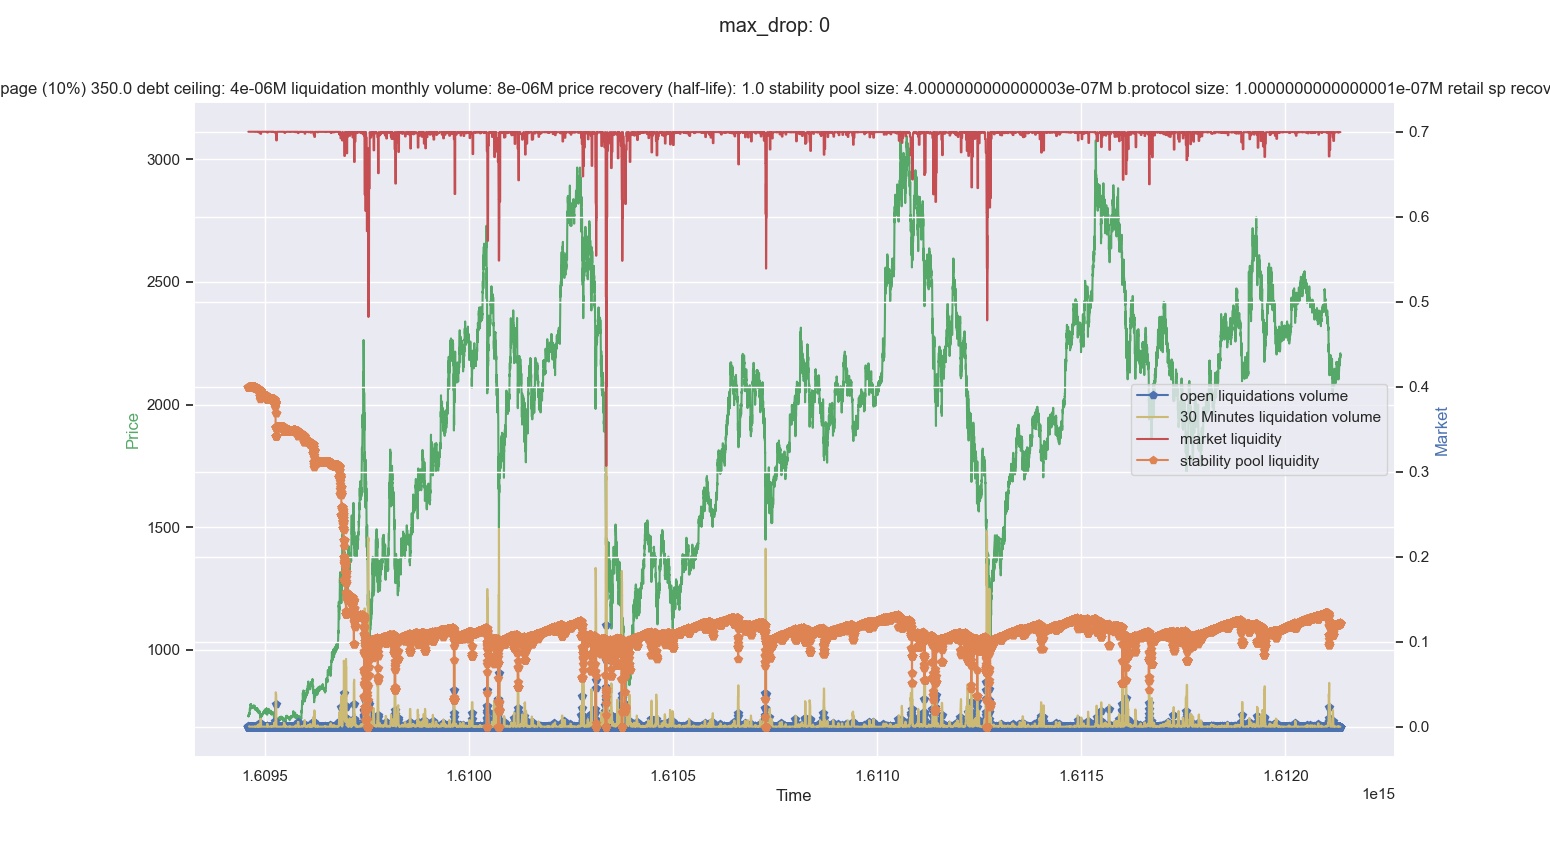 max_drop: 0
page (10%) 350.0 debt ceiling: 4e-06M liquidation monthly volume: 8e-06M price recovery (half-life): 1.0 stability pool size: 4.0000000000000003e-07M b.protocol size: 1.0000000000000001e-07M retail sp recov
3000
2500
2000
1500
1000
Price
0.7
0.6
0.5
0.4
0.3
0.2
0.1
0.0
Market
open liquidations volume
30 Minutes liquidation volume
market liquidity
stability pool liquidity
1.6095 1.6100 1.6105 1.6110 1.6115 1.6120
Time
1e15